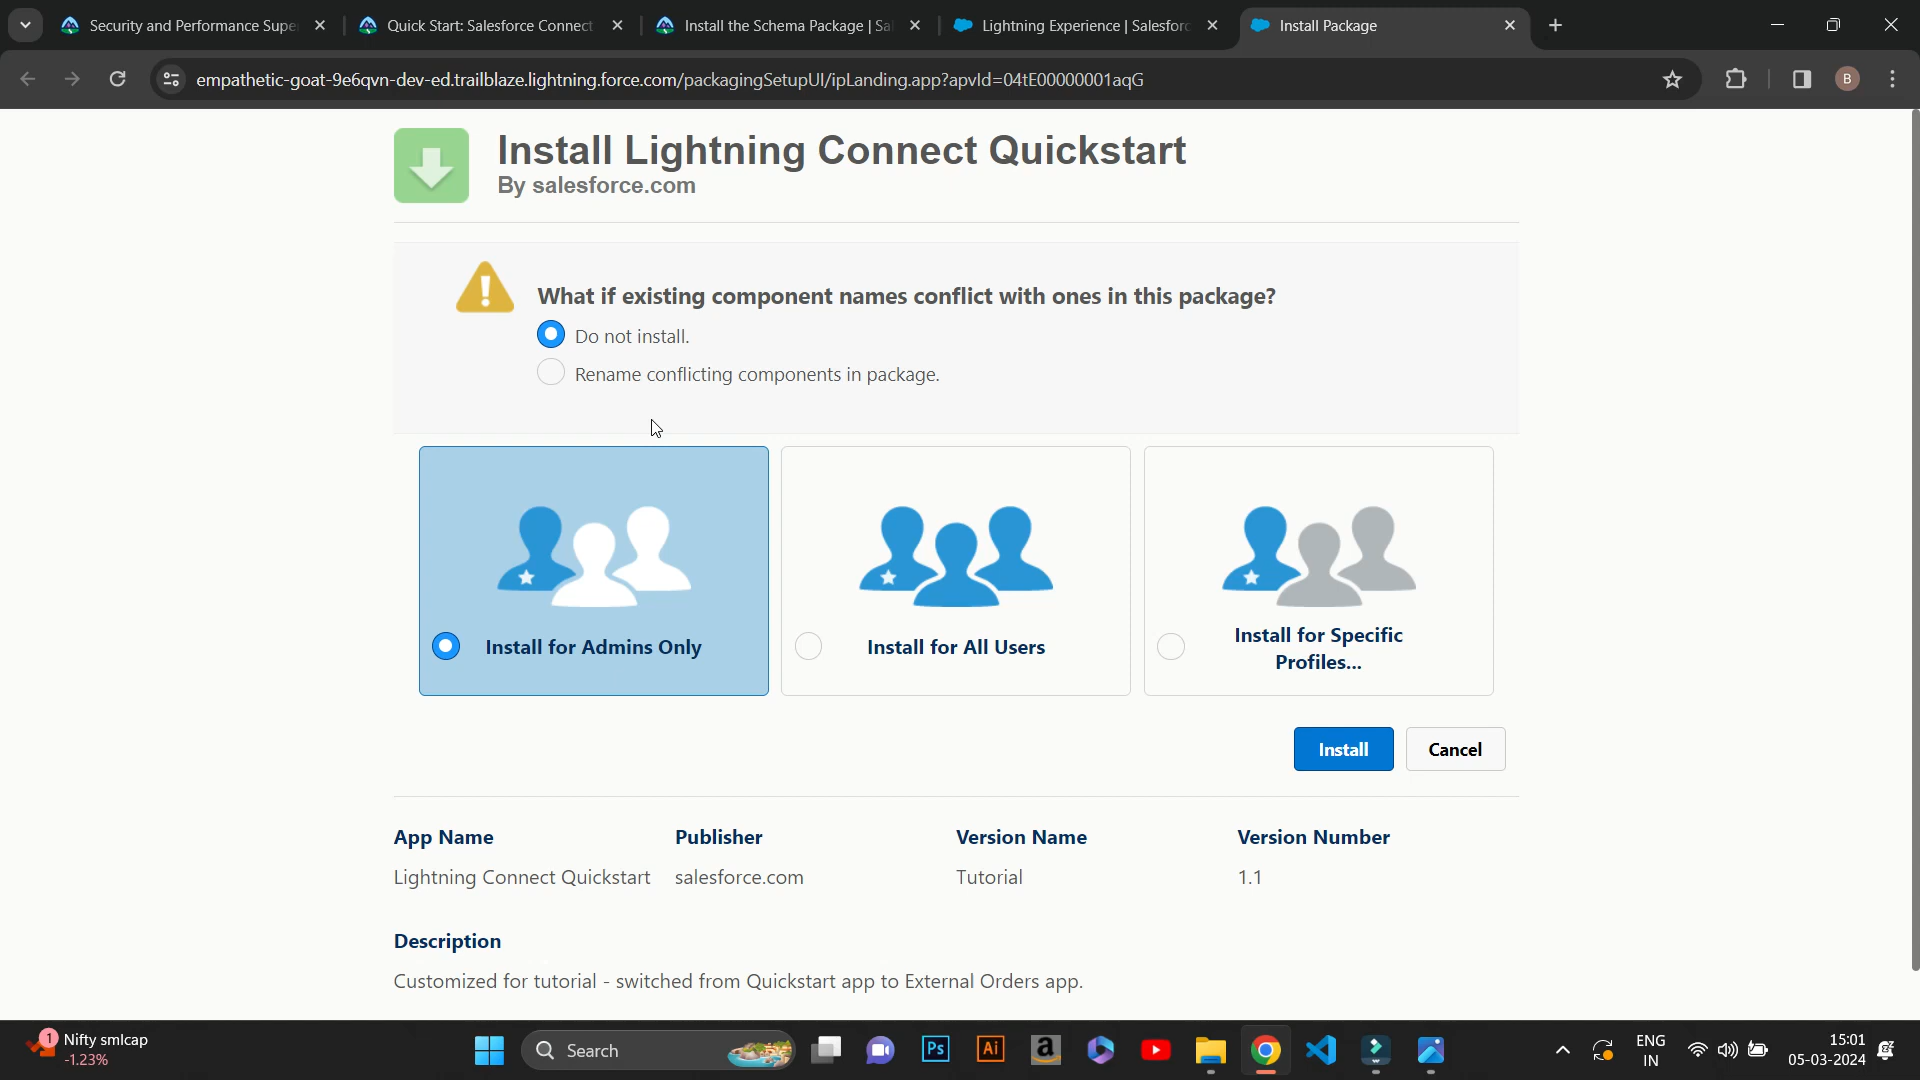 Security and Performance Supe
Quick Start: Salesforce Connect
Install the Schema Package | Sal
Lightning Experience | Salesforc
Install Package
empathetic-goat-9e6qvn-dev-ed.trailblaze.lightning.force.com/packagingSetupUI/ipLanding.app?apvId=04tE00000001aqG
B
Install Lightning Connect Quickstart
By salesforce.com
What if existing component names conflict with ones in this package?
Do not install.
Rename conflicting components in package.
Install for Admins Only
Install for All Users
Install for Specific
Profiles...
Install
Cancel
App Name
Publisher
Version Name
Version Number
Lightning Connect Quickstart
salesforce.com
Tutorial
1.1
Description
Customized for tutorial - switched from Quickstart app to External Orders app.
1
Nifty smlcap
-1.23%
Search
Ps
Ai
a
ENG
IN
15:01
05-03-2024